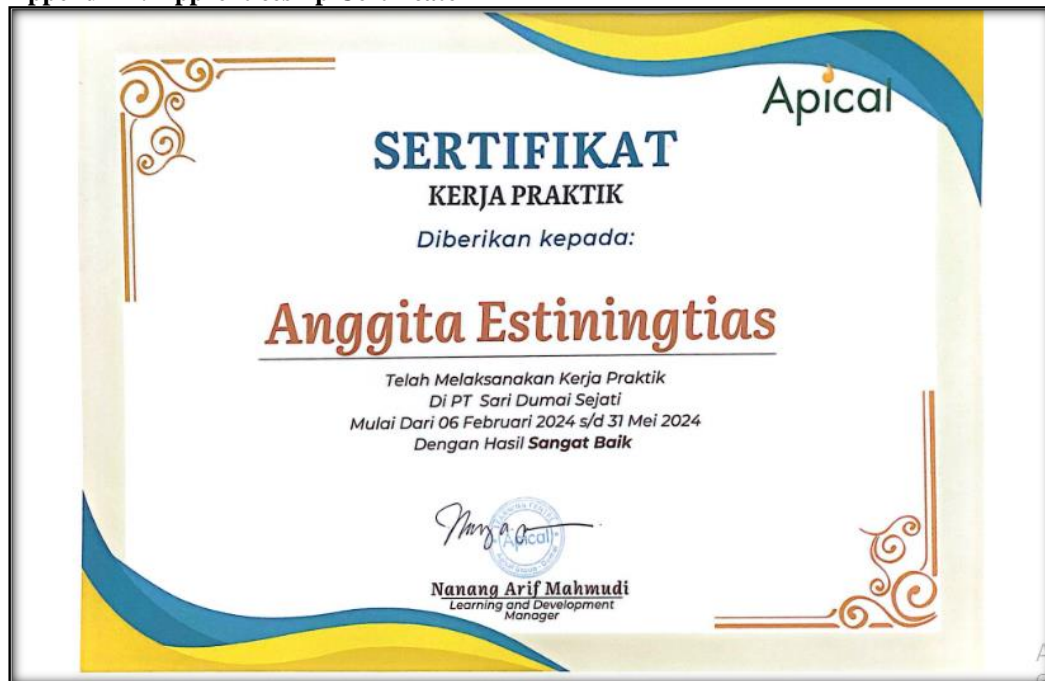 Apical
SERTIFIKAT
KERJA PRAKTIK
Diberikan kepada:
Anggita Estiningtias
Telah Melaksanakan Kerja Praktik
Di PT Sari Dumai Sejati
Mulai Dari 06 Februari 2024 s/d 31 Mei 2024
Dengan Hasil Sangat Baik
Apical
Nanang Arif Mahmudi
Learning and Development
Manager